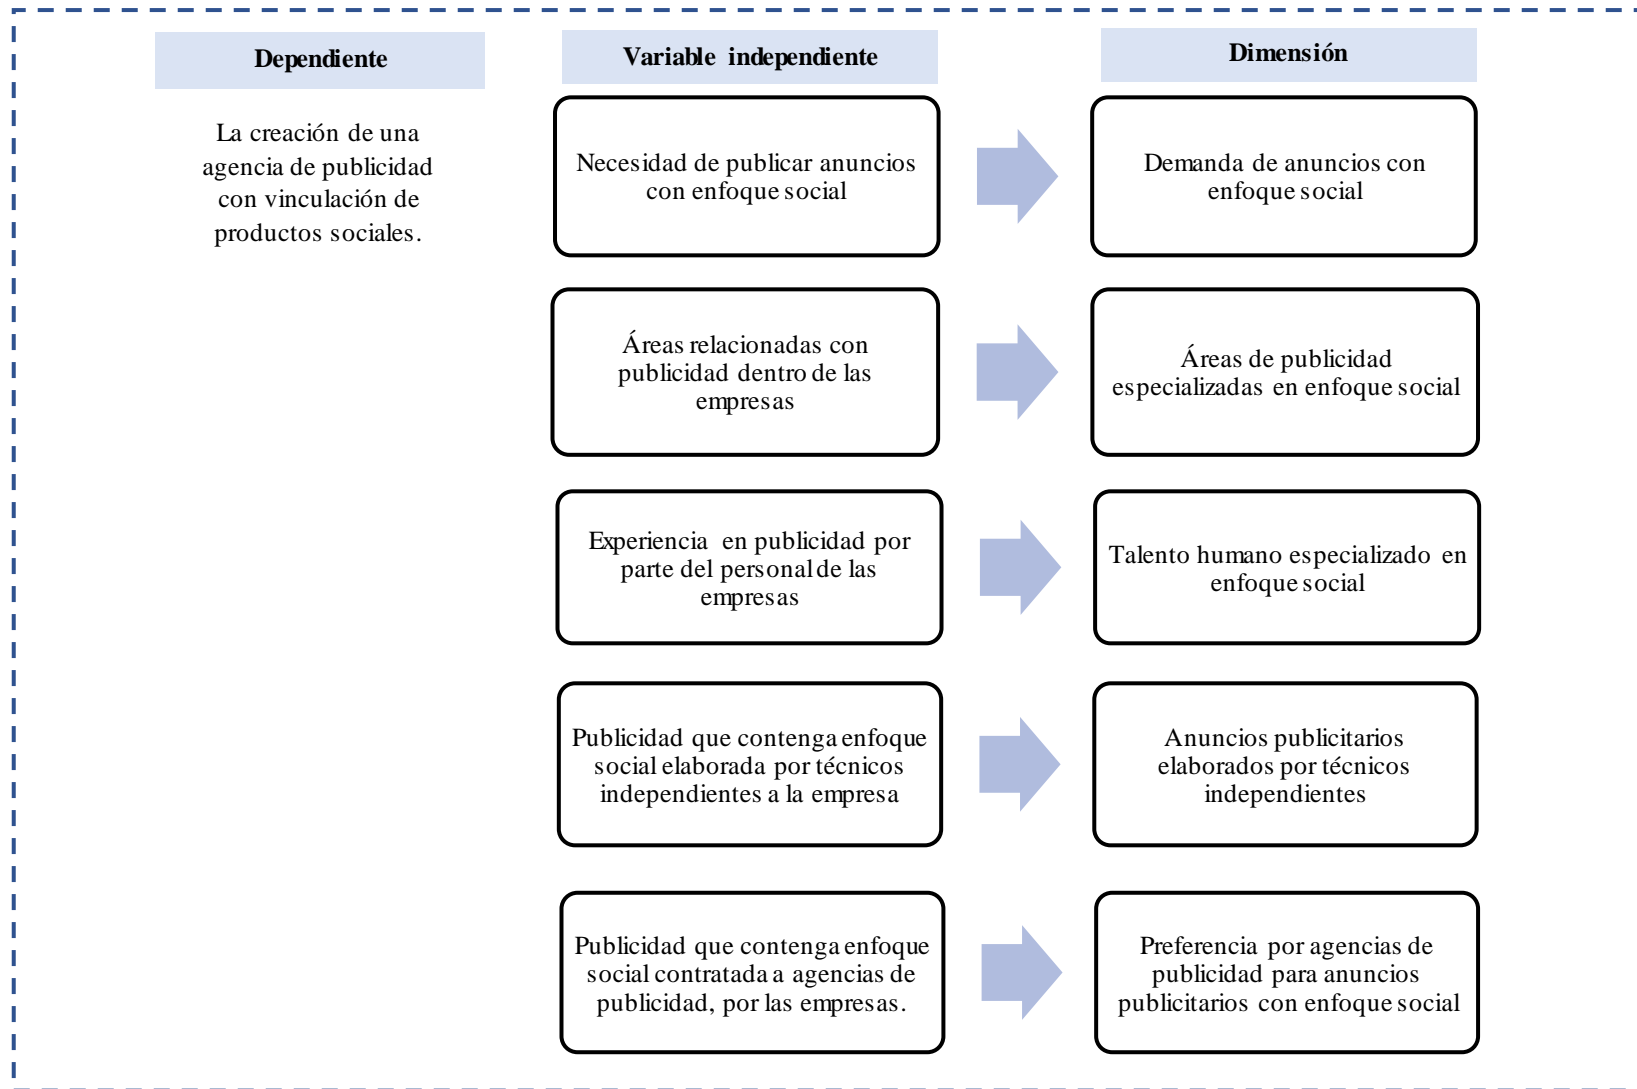 Dependiente
Variable independiente
Dimensión
La creación de una
agencia de publicidad
con vinculación de
productos sociales.
Necesidad de publicar anuncios
con enfoque social
Demanda de anuncios con
enfoque social
Áreas relacionadas con
publicidad dentro de las
empresas
Áreas de publicidad
especializadas en enfoque social
Experiencia en publicidad por
parte del personal de las
empresas
Talento humano especializado en
enfoque social
Publicidad que contenga enfoque
social elaborada por técnicos
independientes a la empresa
Anuncios publicitarios
elaborados por técnicos
independientes
Publicidad que contenga enfoque
social contratada a agencias de
publicidad, por las empresas.
Preferencia por agencias de
publicidad para anuncios
publicitarios con enfoque social